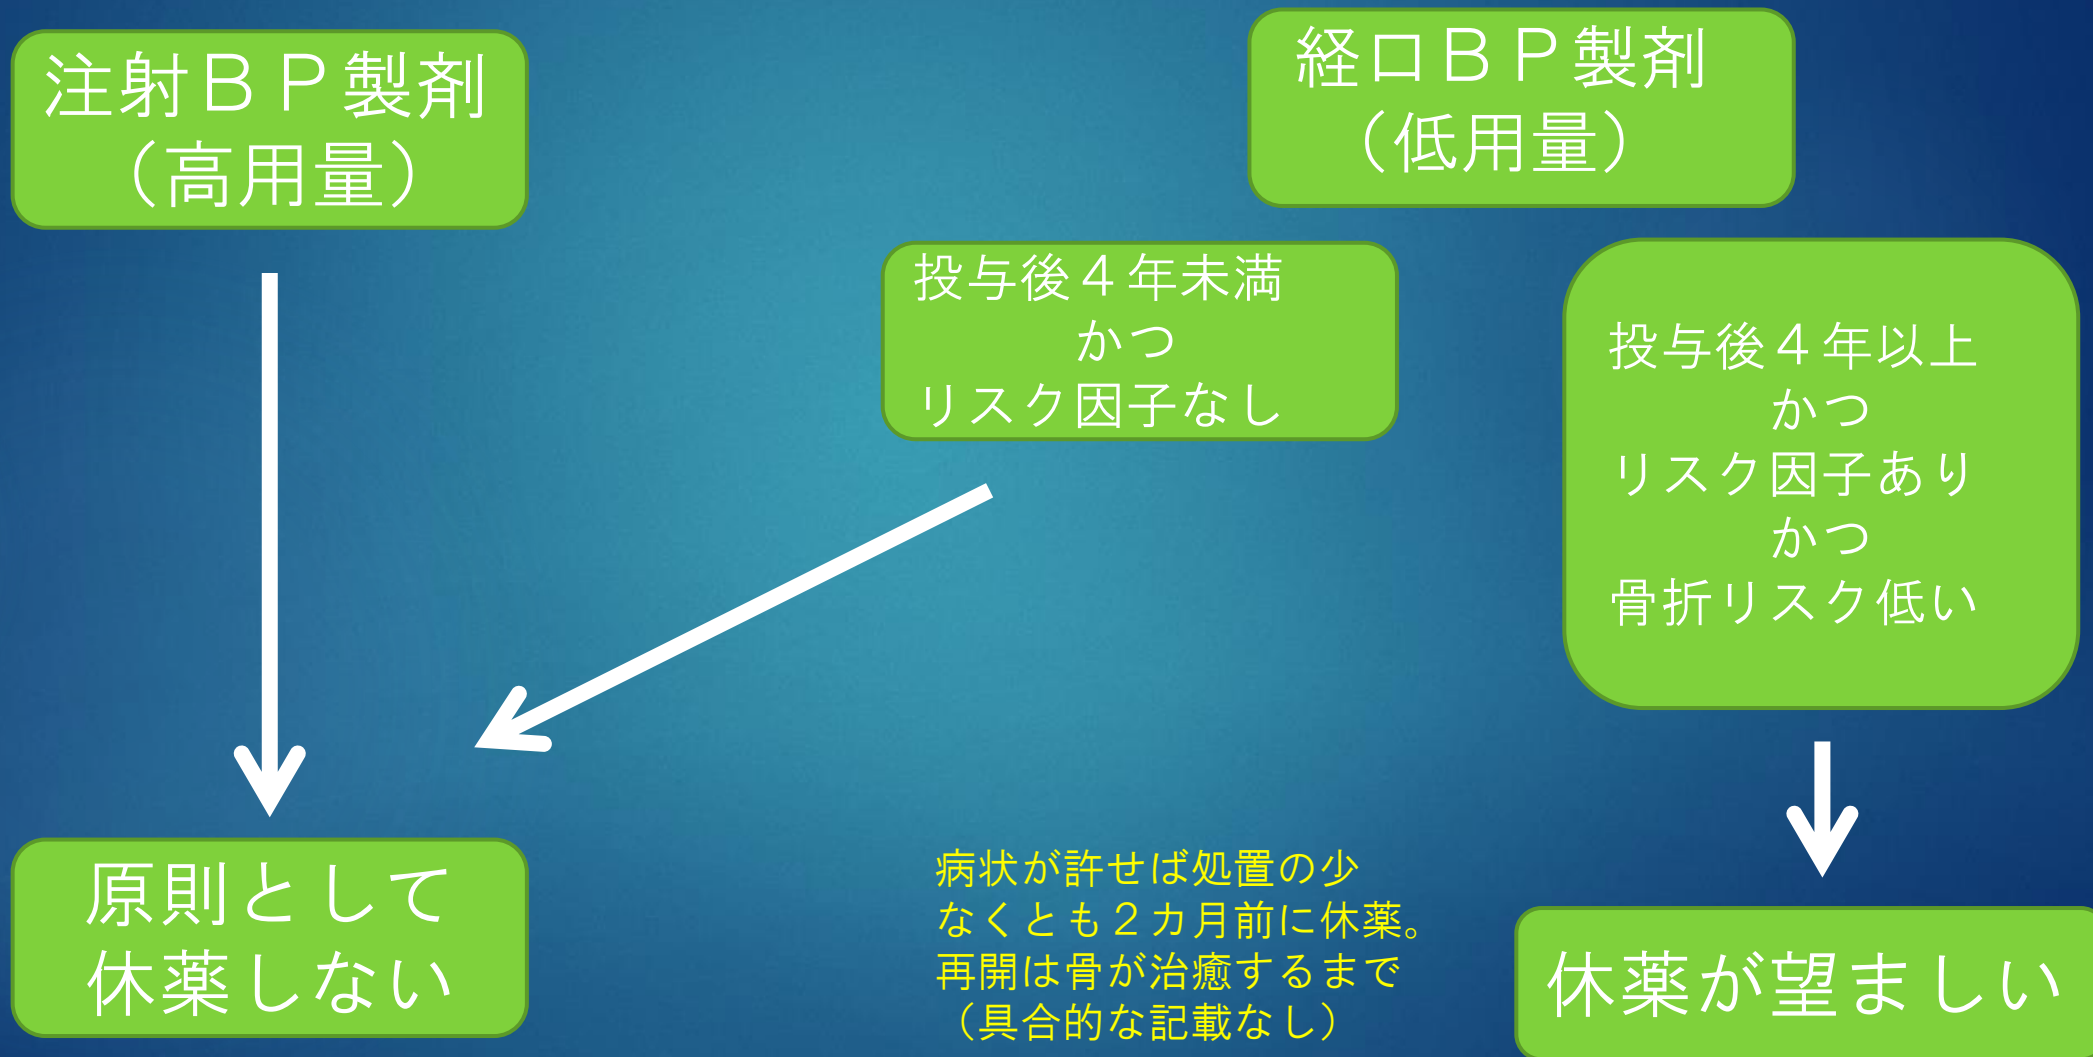 注射ＢＰ製剤
（高用量）
経口ＢＰ製剤
（低用量）
投与後４年未満
かつ
リスク因子なし
投与後４年以上
かつ
リスク因子あり
かつ
骨折リスク低い
原則として
休薬しない
病状が許せば処置の少
なくとも２カ月前に休薬。
再開は骨が治癒するまで
（具合的な記載なし）
休薬が望ましい